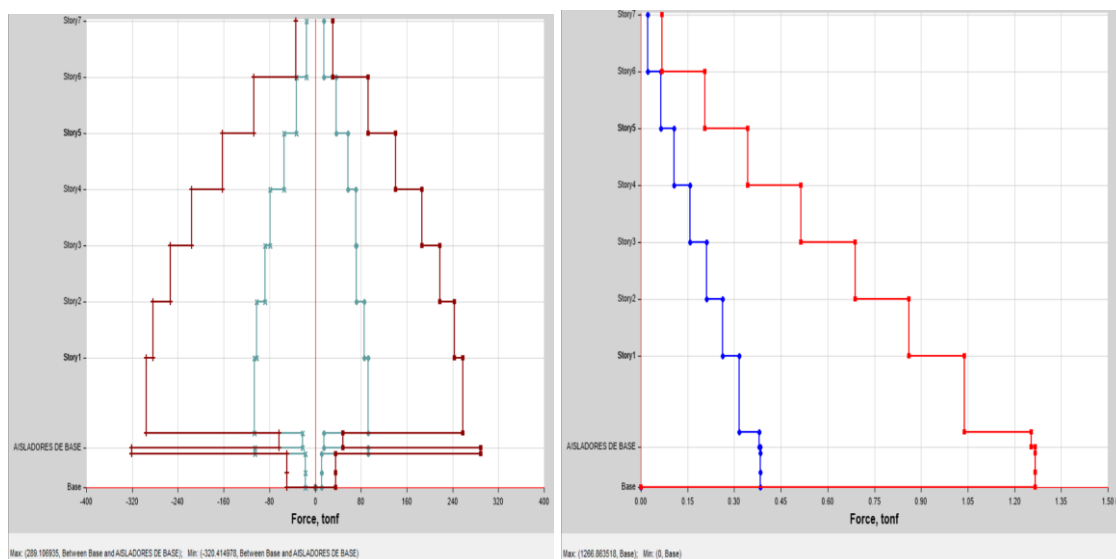 Story7
Story6
Story5
Story4
Story3
Story2
Story1
AISLADORES DE BASE
Base
-400 -320 -240 -160 -80 0 80 160 240 320 400
Force, tonf
Max: (289.106935, Between Base and AISLADORES DE BASE); Min: (-320.414978, Between Base and AISLADORES DE BASE)
Story7
Story6
Story5
Story4
Story3
Story2
Story1
AISLADORES DE BASE
Base
0.00 0.15 0.30 0.45 0.60 0.75 0.90 1.05 1.20 1.35 1.50
Force, tonf
Max: (1266.863518, Base); Min: (0, Base)